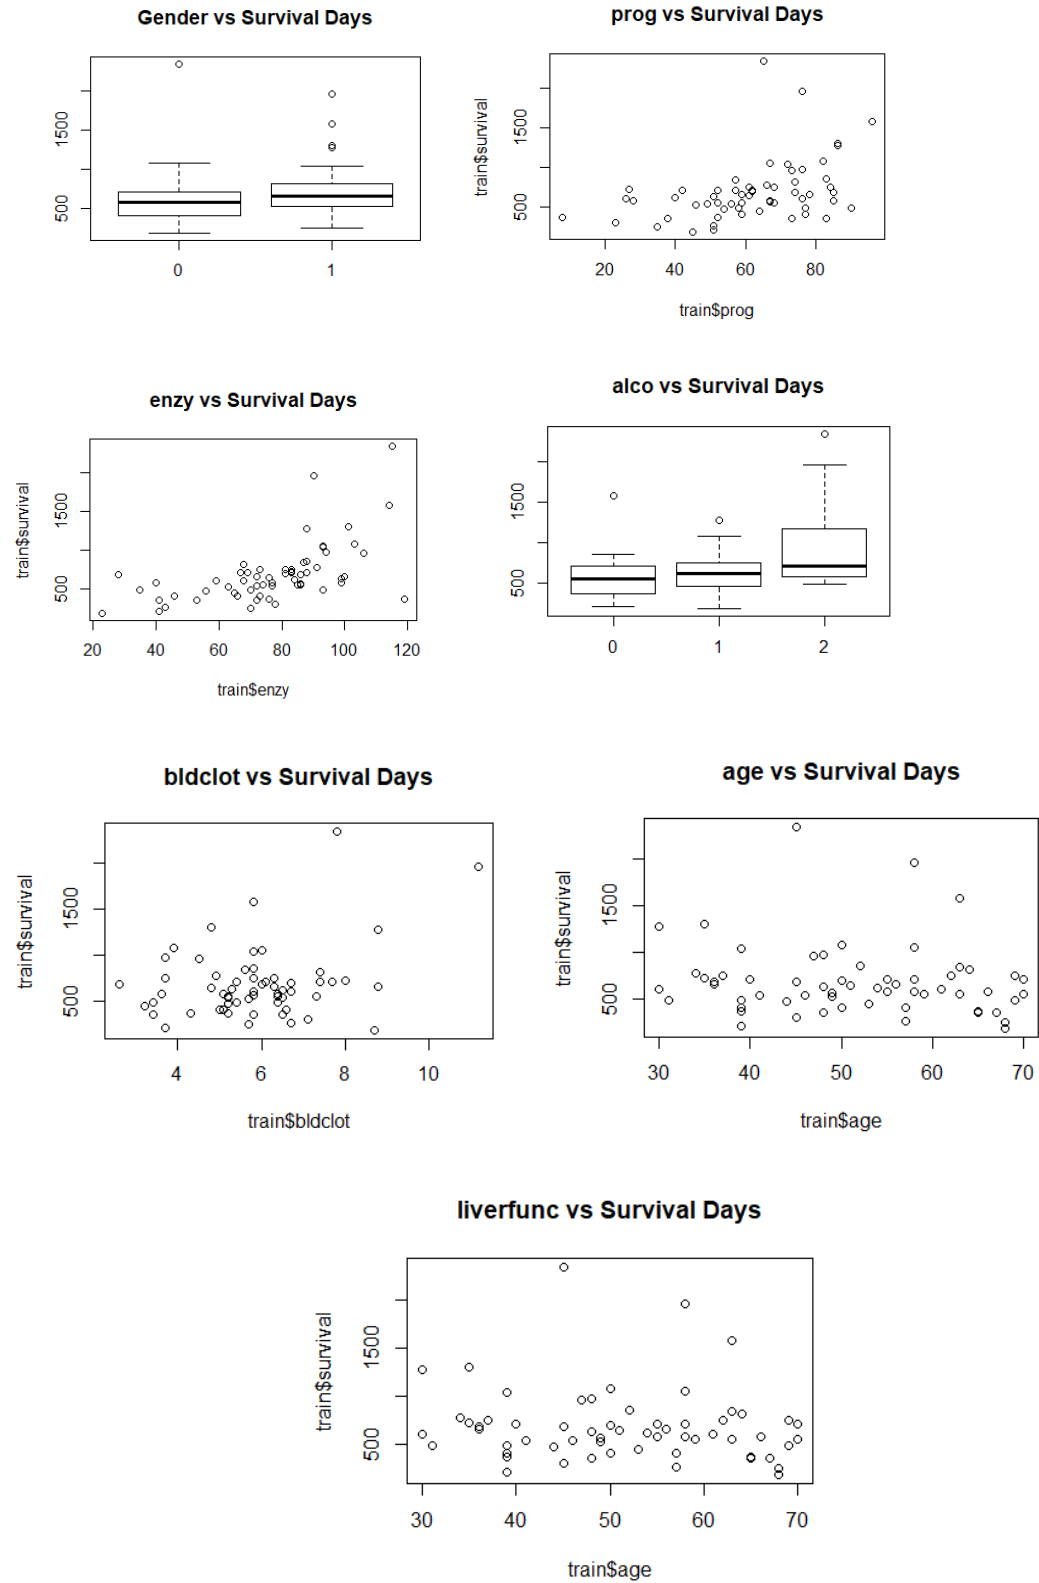 Gender vs Survival Days
1500
500
0 1
prog vs Survival Days
train$survival
1500
500
20 40 60 80
train$prog
enzy vs Survival Days
train$survival
1500
500
20 40 60 80 100 120
train$enzy
alco vs Survival Days
1500
500
0 1 2
bldclot vs Survival Days
train$survival
1500
500
4 6 8 10
train$bldclot
age vs Survival Days
train$survival
1500
500
30 40 50 60 70
train$age
liverfunc vs Survival Days
train$survival
1500
500
30 40 50 60 70
train$age